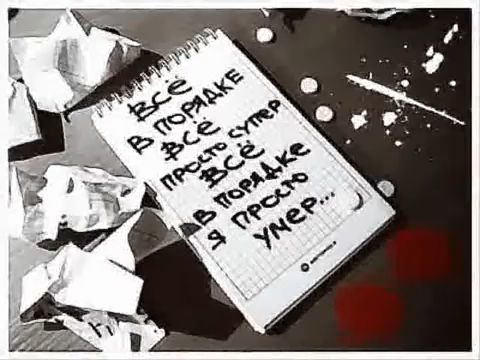 ВСЁ
В ПОРЯДКЕ
ВСЁ
ПРОСТО СУПЕР
ВСЁ
В ПОРЯДКЕ
Я ПРОСТО
УМЕР...